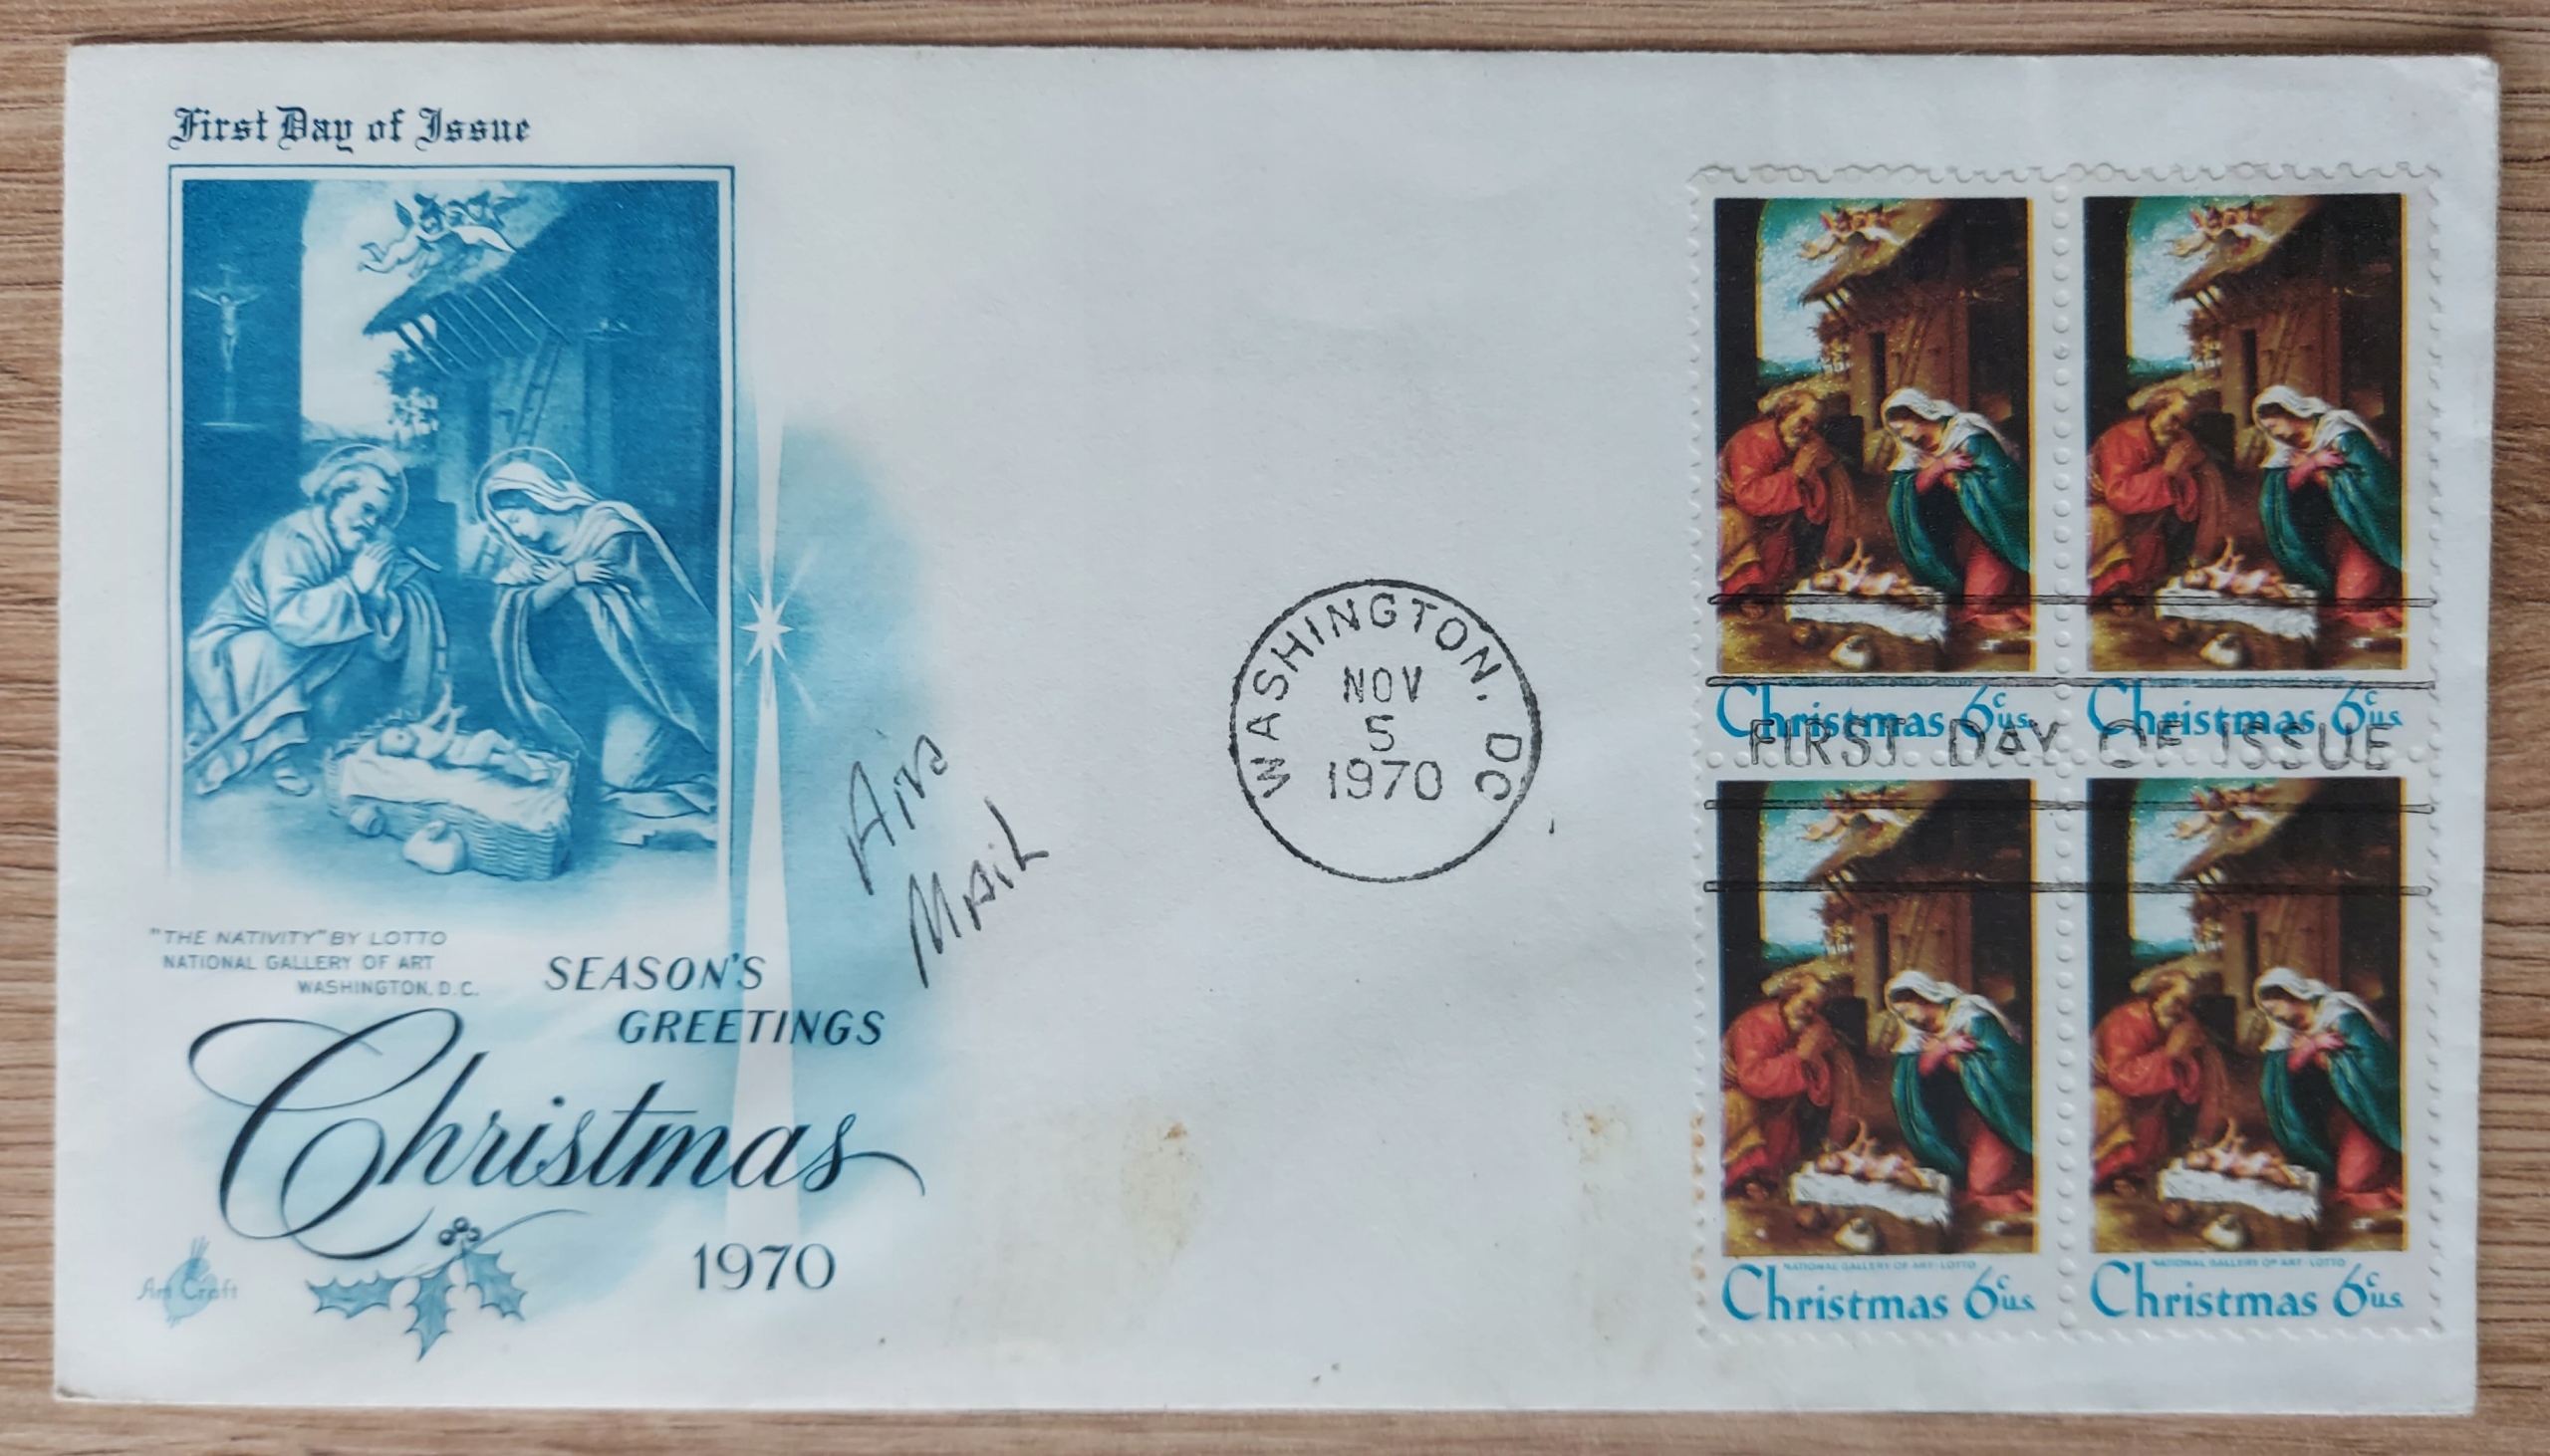 First Day of Issue
"THE NATIVITY" BY LOTTO
NATIONAL GALLERY OF ART
WASHINGTON, D.C.
SEASON'S
GREETINGS
Christmas
1970
Art Craft
Air
Mail
WASHINGTON, DC
NOV
5
1970
Christmas 6c u.s.
Christmas 6c u.s.
FIRST DAY OF ISSUE
NATIONAL GALLERY OF ART: LOTTO
Christmas 6c u.s.
NATIONAL GALLERY OF ART: LOTTO
Christmas 6c u.s.